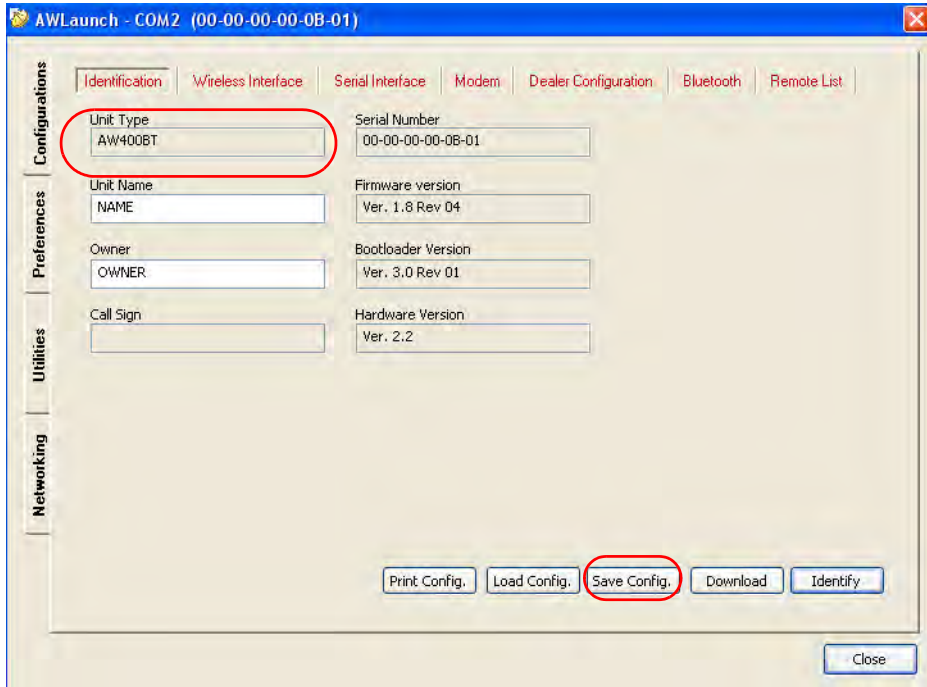 AWLaunch - COM2 (00-00-00-00-0B-01)
Configurations
Preferences
Utilities
Networking
Identification Wireless Interface Serial Interface Modem Dealer Configuration Bluetooth Remote List
Unit Type Serial Number
AW400BT 00-00-00-00-0B-01
Unit Name Firmware version
NAME Ver. 1.8 Rev 04
Owner Bootloader Version
OWNER Ver. 3.0 Rev 01
Call Sign Hardware Version
Ver. 2.2
Print Config. Load Config. Save Config. Download Identify
Close